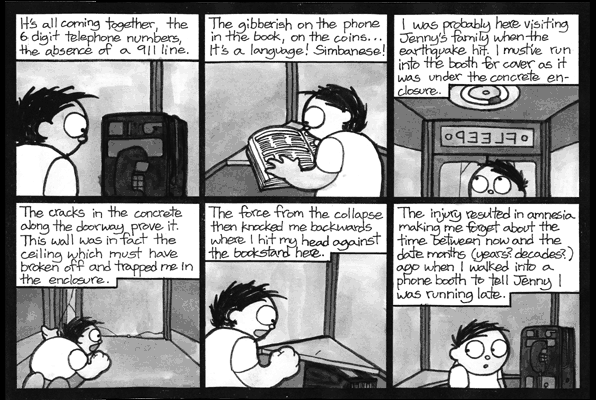 It's all coming together, the
6 digit telephone numbers,
the absence of a 911 line.
The gibberish on the phone
in the book, on the coins...
It's a language! Simbanese!
I was probably here visiting
Jenny's family when the
earthquake hit. I must've run
into the booth for cover as it
was under the concrete en-
closure.
FLEEP
The cracks in the concrete
along the doorway prove it.
This wall was in fact the
ceiling which must have
broken off and trapped me in
the enclosure.
The force from the collapse
then knocked me backwards
where I hit my head against
the bookstand here.
The injury resulted in amnesia
making me forget about the
time between now and the
date months (years? decades?)
ago when I walked into a
phone booth to tell Jenny I
was running late.